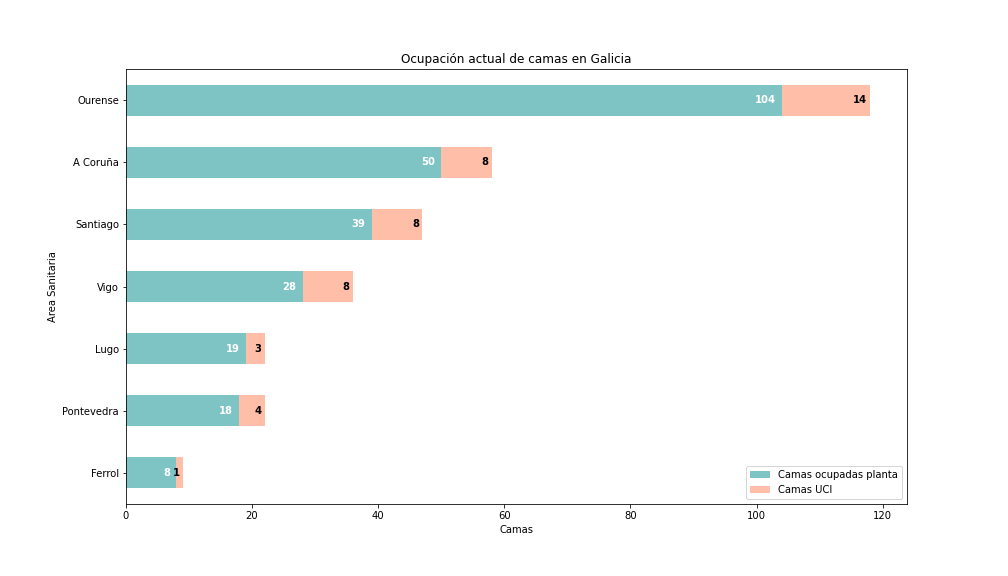 Ocupación actual de camas en Galicia
Area Sanitaria
Ourense 104 14
A Coruña 50 8
Santiago 39 8
Vigo 28 8
Lugo 19 3
Pontevedra 18 4
Ferrol 8 1
Camas ocupadas planta
Camas UCI
0 20 40 60 80 100 120
Camas